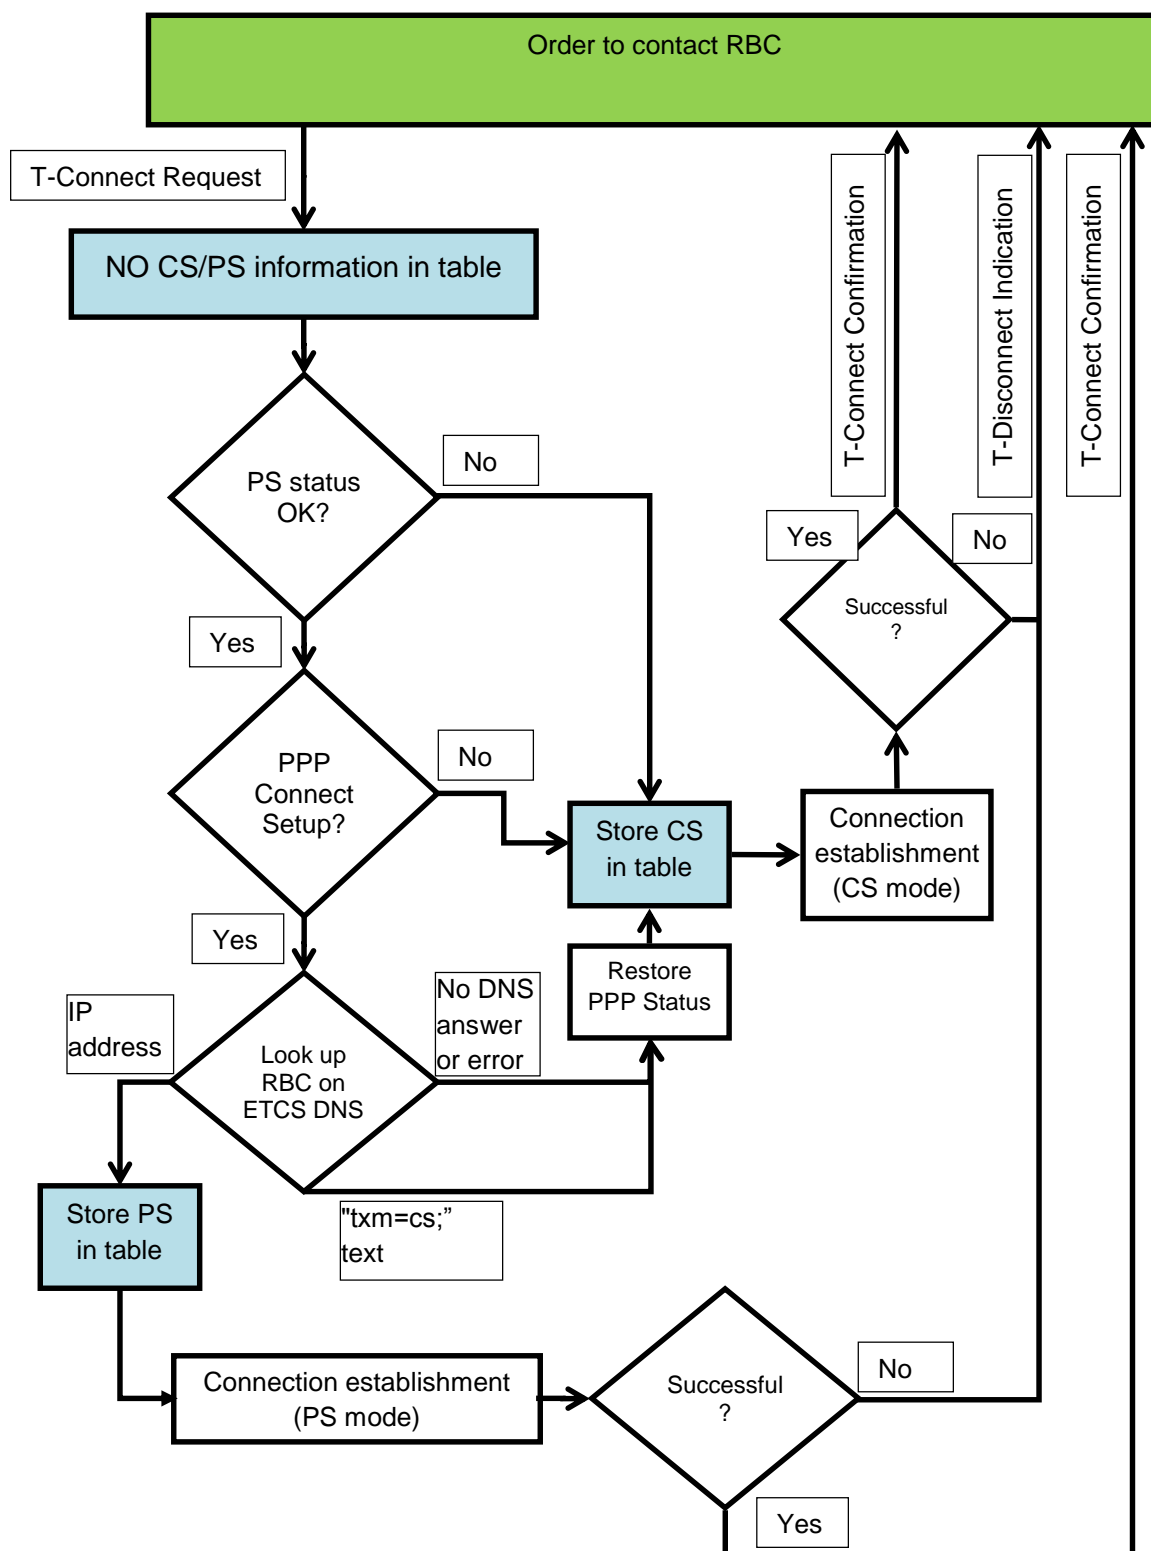 Order to contact RBC
T-Connect Request
NO CS/PS information in table
T-Connect Confirmation
T-Disconnect Indication
T-Connect Confirmation
PS status
OK?
No
Yes
No
Successful
?
Yes
PPP
Connect
Setup?
No
Store CS
in table
Connection
establishment
(CS mode)
Yes
Restore
PPP Status
IP
address
No DNS
answer
or error
Look up
RBC on
ETCS DNS
Store PS
in table
"txm=cs;”
text
Connection establishment
(PS mode)
Successful
?
No
Yes